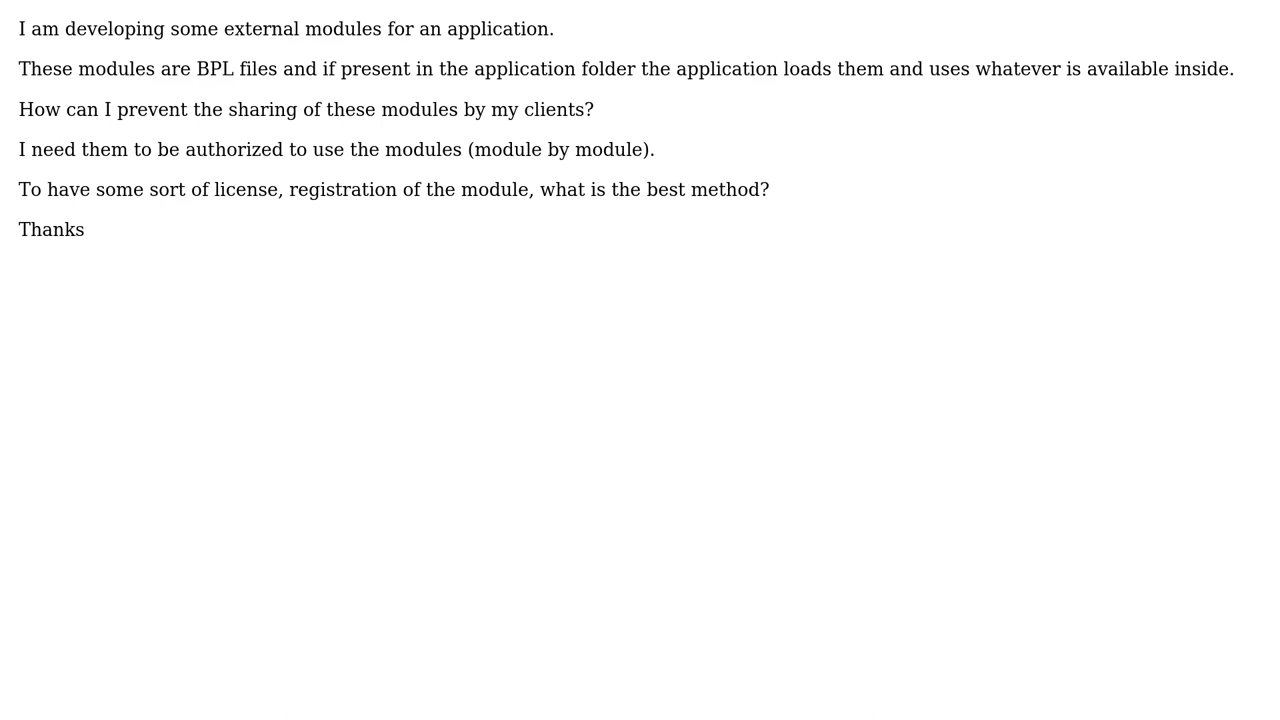 I am developing some external modules for an application.
These modules are BPL files and if present in the application folder the application loads them and uses whatever is available inside.
How can I prevent the sharing of these modules by my clients?
I need them to be authorized to use the modules (module by module).
To have some sort of license, registration of the module, what is the best method?
Thanks